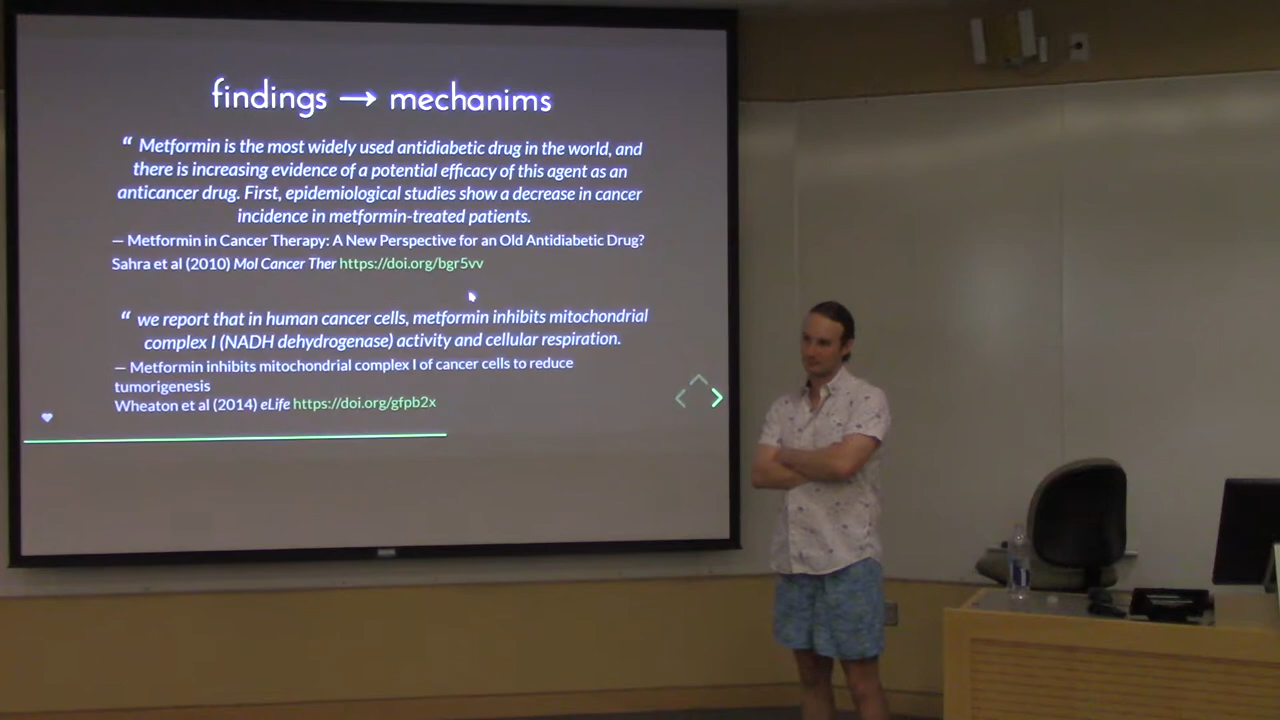 findings → mechanims
“ Metformin is the most widely used antidiabetic drug in the world, and
there is increasing evidence of a potential efficacy of this agent as an
anticancer drug. First, epidemiological studies show a decrease in cancer
incidence in metformin-treated patients.
— Metformin in Cancer Therapy: A New Perspective for an Old Antidiabetic Drug?
Sahra et al (2010) Mol Cancer Ther https://doi.org/bgr5vv
“ we report that in human cancer cells, metformin inhibits mitochondrial
complex I (NADH dehydrogenase) activity and cellular respiration.
— Metformin inhibits mitochondrial complex I of cancer cells to reduce
tumorigenesis
Wheaton et al (2014) eLife https://doi.org/gfpb2x